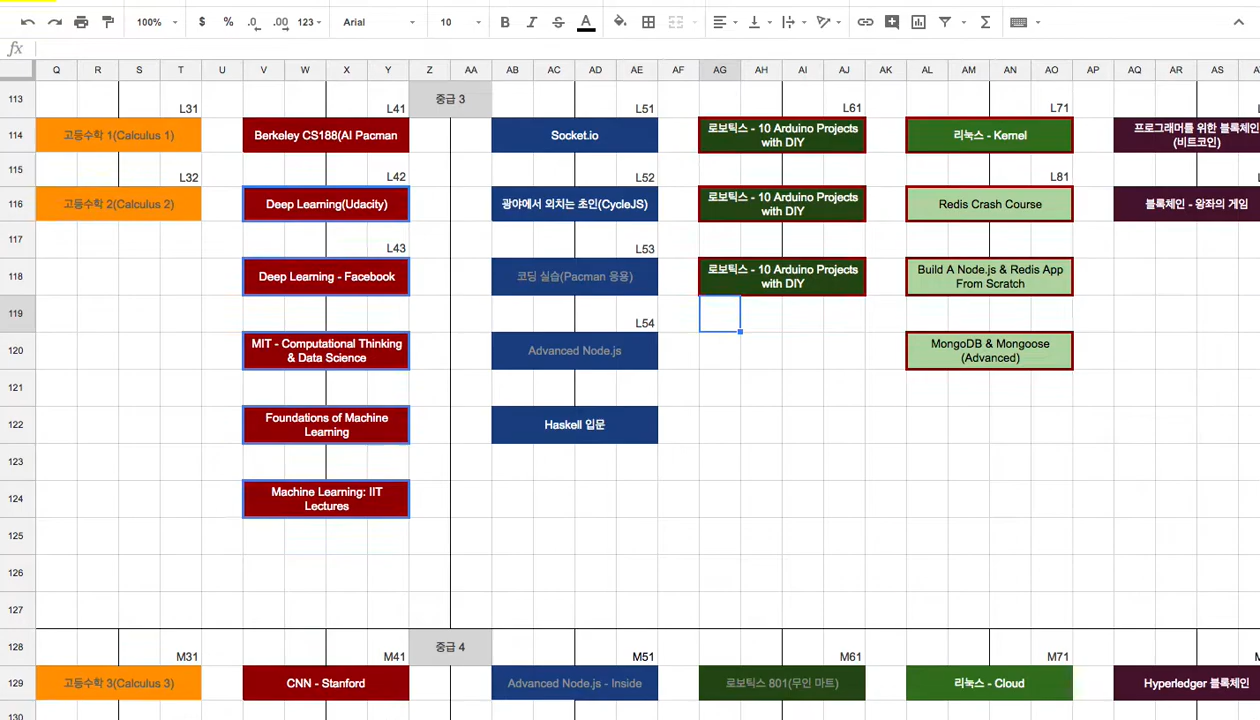 100% $ % .0 .00 123 Arial 10 B I S A
fx
Q R S T U V W X Y Z AA AB AC AD AE AF AG AH AI AJ AK AL AM AN AO AP AQ AR AS
113 L31 L41 중급 3 L51 L61 L71
114 고등수학 1(Calculus 1) Berkeley CS188(AI Pacman Socket.io 로보틱스 - 10 Arduino Projects with DIY 리눅스 - Kernel 프로그래머를 위한 블록체인 (비트코인)
115 L32 L42 L52 L81
116 고등수학 2(Calculus 2) Deep Learning(Udacity) 광야에서 외치는 초인(CycleJS) 로보틱스 - 10 Arduino Projects with DIY Redis Crash Course 블록체인 - 왕좌의 게임
117 L43 L53
118 Deep Learning - Facebook 코딩 실습(Pacman 응용) 로보틱스 - 10 Arduino Projects with DIY Build A Node.js & Redis App From Scratch
119 L54
120 MIT - Computational Thinking & Data Science Advanced Node.js MongoDB & Mongoose (Advanced)
121
122 Foundations of Machine Learning Haskell 입문
123
124 Machine Learning: IIT Lectures
125
126
127
128 M31 M41 중급 4 M51 M61 M71
129 고등수학 3(Calculus 3) CNN - Stanford Advanced Node.js - Inside 로보틱스 801(무인 마트) 리눅스 - Cloud Hyperledger 블록체인
130